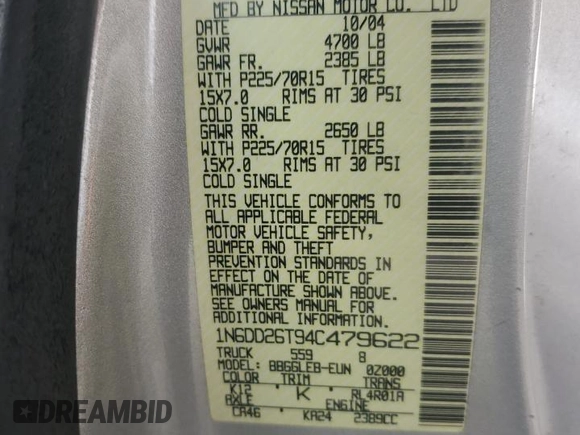 MFD BY NISSAN MOTOR CO. LTD
DATE 10/04
GVWR 4700 LB
GAWR FR. 2385 LB
WITH P225/70R15 TIRES
15X7.0 RIMS AT 30 PSI
COLD SINGLE
GAWR RR. 2650 LB
WITH P225/70R15 TIRES
15X7.0 RIMS AT 30 PSI
COLD SINGLE
THIS VEHICLE CONFORMS TO
ALL APPLICABLE FEDERAL
MOTOR VEHICLE SAFETY,
BUMPER AND THEFT
PREVENTION STANDARDS IN
EFFECT ON THE DATE OF
MANUFACTURE SHOWN ABOVE.
SEE OWNERS MANUAL FOR
ADDITIONAL INFORMATION.
1N6DD26T94C479622
TRUCK 559 8
MODEL: BBGGLEB-EUN 0Z000
COLOR TRIM TRANS
K12 K RL4R01A
AXLE ENGINE
CA46 KA24 2389CC
DREAMBID